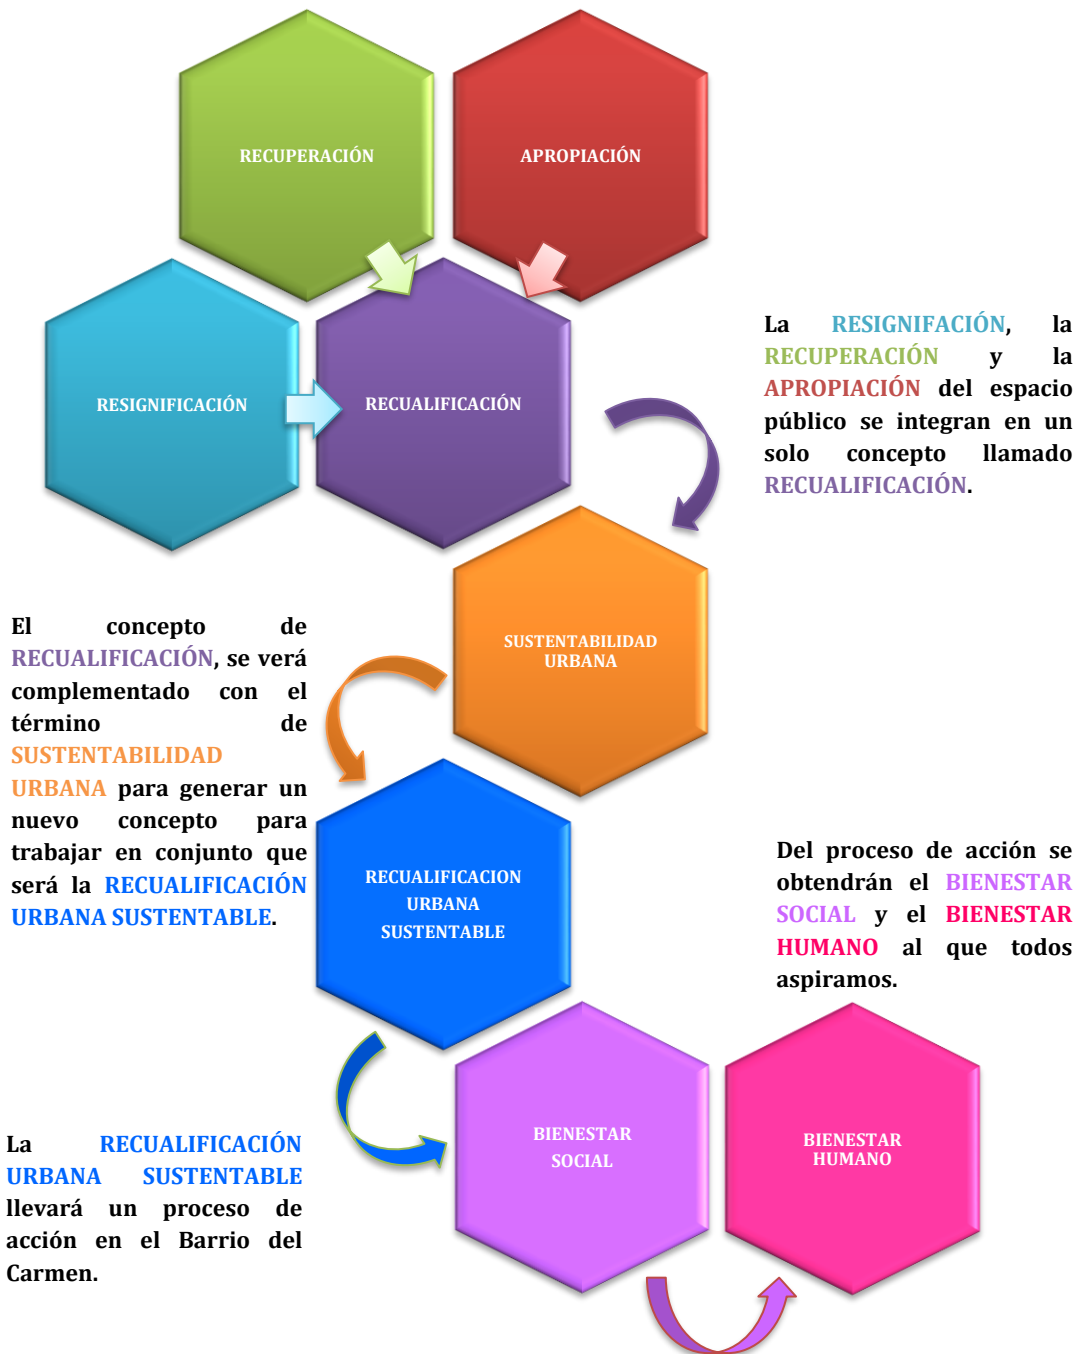 RECUPERACIÓN
APROPIACIÓN
RESIGNIFICACIÓN
RECUALIFICACIÓN
La RESIGNIFACIÓN, la
RECUPERACIÓN y la
APROPIACIÓN del espacio
público se integran en un
solo concepto llamado
RECUALIFICACIÓN.
SUSTENTABILIDAD
URBANA
El concepto de
RECUALIFICACIÓN, se verá
complementado con el
término de
SUSTENTABILIDAD
URBANA para generar un
nuevo concepto para
trabajar en conjunto que
será la RECUALIFICACIÓN
URBANA SUSTENTABLE.
RECUALIFICACION
URBANA
SUSTENTABLE
Del proceso de acción se
obtendrán el BIENESTAR
SOCIAL y el BIENESTAR
HUMANO al que todos
aspiramos.
BIENESTAR
SOCIAL
BIENESTAR
HUMANO
La RECUALIFICACIÓN
URBANA SUSTENTABLE
llevará un proceso de
acción en el Barrio del
Carmen.